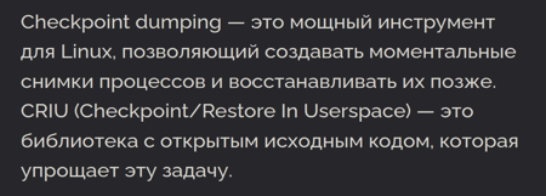 Checkpoint dumping — это мощный инструмент
для Linux, позволяющий создавать моментальные
снимки процессов и восстанавливать их позже.
CRIU (Checkpoint/Restore In Userspace) — это
библиотека с открытым исходным кодом, которая
упрощает эту задачу.